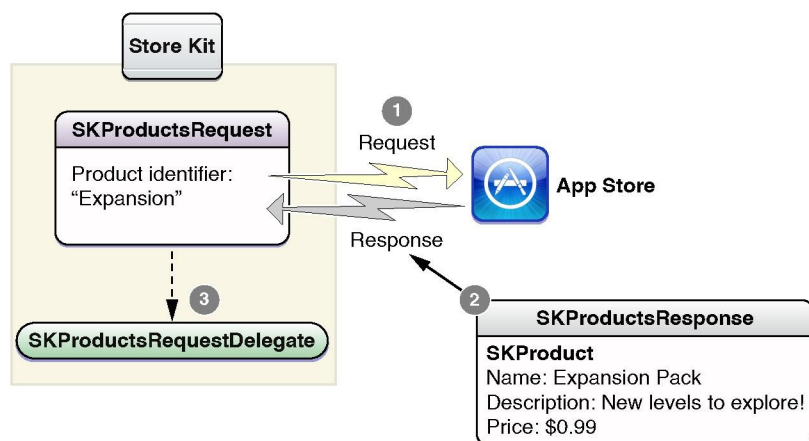 Store Kit
SKProductsRequest
Product identifier:
“Expansion”
1
Request
App Store
Response
2
SKProductsResponse
SKProduct
Name: Expansion Pack
Description: New levels to explore!
Price: $0.99
3
SKProductsRequestDelegate